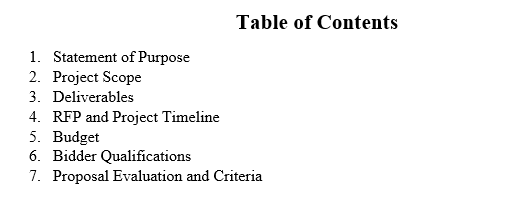 Table of Contents
1. Statement of Purpose
2. Project Scope
3. Deliverables
4. RFP and Project Timeline
5. Budget
6. Bidder Qualifications
7. Proposal Evaluation and Criteria